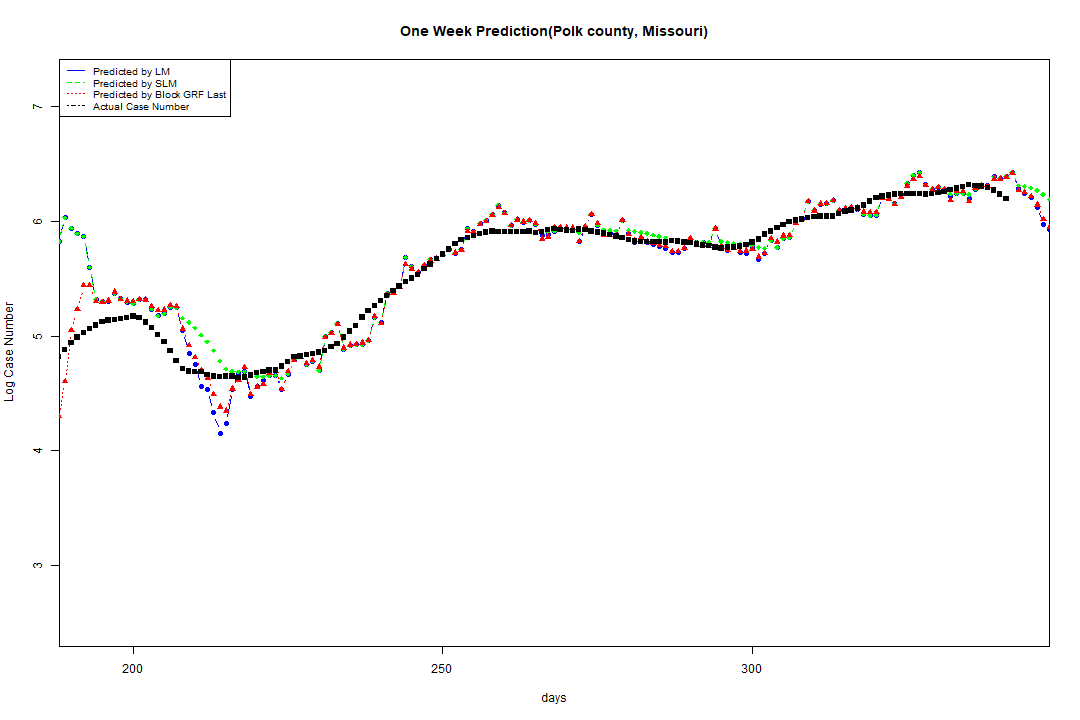 One Week Prediction(Polk county, Missouri)
Predicted by LM
Predicted by SLM
Predicted by Block GRF Last
Actual Case Number
7
6
5
4
3
Log Case Number
200 250 300
days